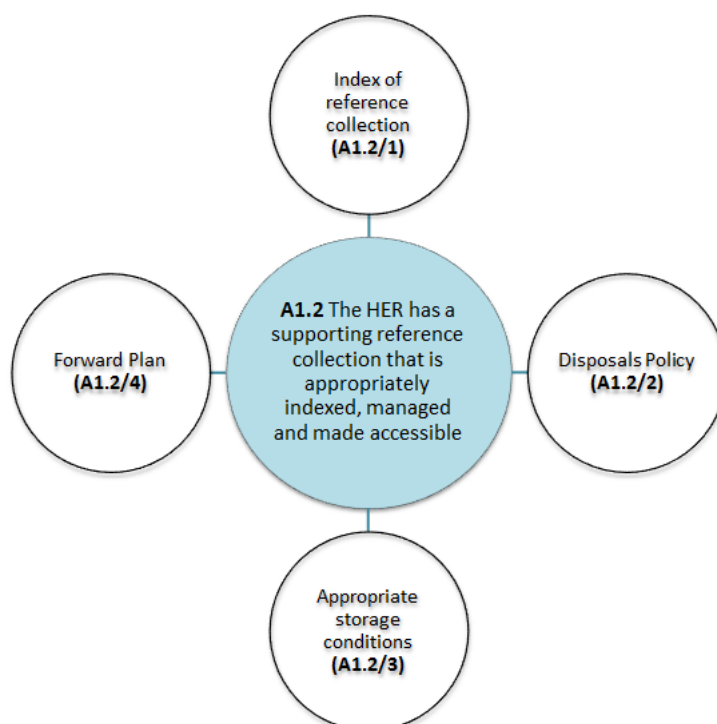 Index of
reference
collection
(A1.2/1)
A1.2 The HER has a
supporting reference
collection that is
appropriately
indexed, managed
and made accessible
Forward Plan
(A1.2/4)
Disposals Policy
(A1.2/2)
Appropriate
storage
conditions
(A1.2/3)